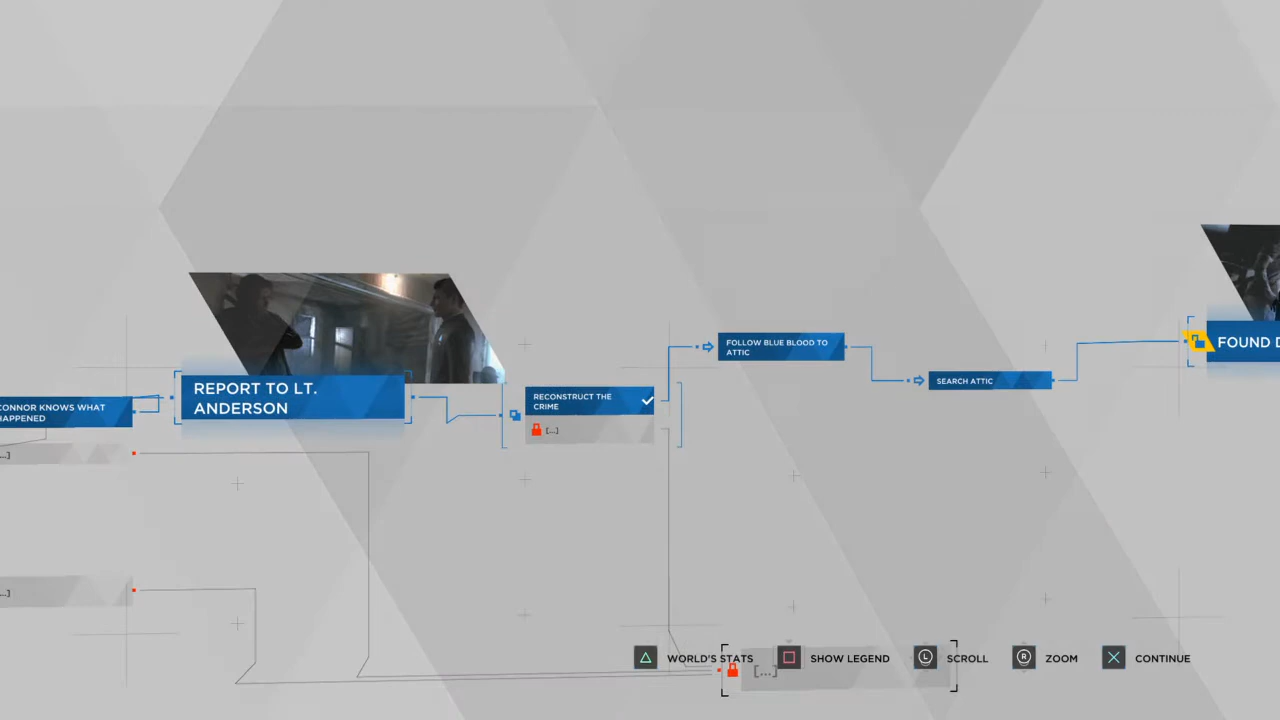 FOLLOW BLUE BLOOD TO
ATTIC
FOUND D
SEARCH ATTIC
REPORT TO LT.
ANDERSON
RECONSTRUCT THE
CRIME
[...]
CONNOR KNOWS WHAT
HAPPENED
...]
...]
WORLD'S STATS
SHOW LEGEND
L
SCROLL
R
ZOOM
CONTINUE
[...]